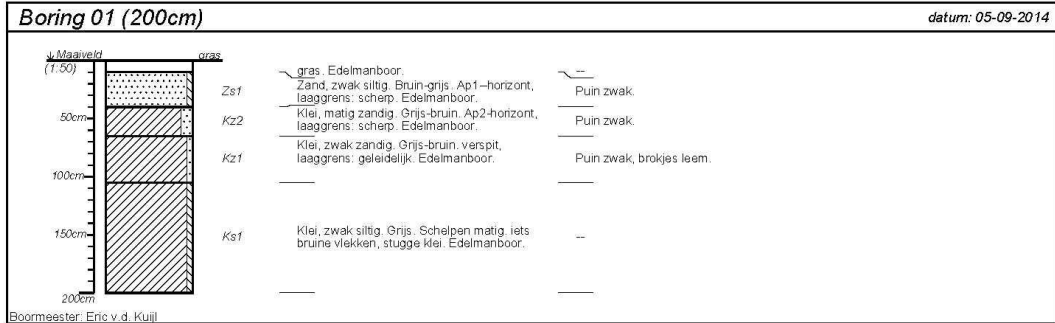 Boring 01 (200cm) datum: 05-09-2014
↓ Maaiveld gras
(1:50)
gras. Edelmanboor. --
Zs1 Zand, zwak siltig. Bruin-grijs. Ap1-horizont, laaggrens: scherp. Edelmanboor. Puin zwak.
50cm Kz2 Klei, matig zandig. Grijs-bruin. Ap2-horizont, laaggrens: scherp. Edelmanboor. Puin zwak.
Kz1 Klei, zwak zandig. Grijs-bruin. verspit, laaggrens: geleidelijk. Edelmanboor. Puin zwak, brokjes leem.
100cm
150cm Ks1 Klei, zwak siltig. Grijs. Schelpen matig. iets bruine vlekken, stugge klei. Edelmanboor. --
200cm
Boormeester: Eric v.d. Kuijl